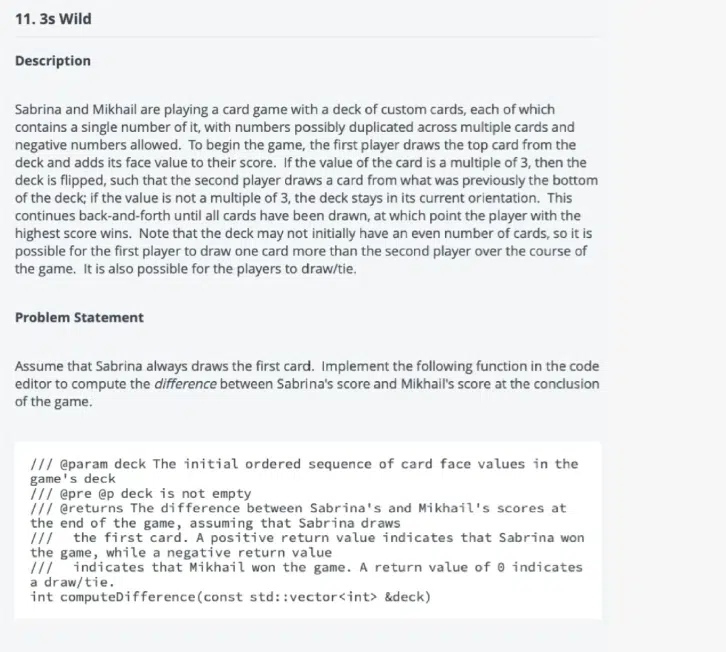 11. 3s Wild
Description
Sabrina and Mikhail are playing a card game with a deck of custom cards, each of which
contains a single number of it, with numbers possibly duplicated across multiple cards and
negative numbers allowed.  To begin the game, the first player draws the top card from the
deck and adds its face value to their score.  If the value of the card is a multiple of 3, then the
deck is flipped, such that the second player draws a card from what was previously the bottom
of the deck; if the value is not a multiple of 3, the deck stays in its current orientation.  This
continues back-and-forth until all cards have been drawn, at which point the player with the
highest score wins.  Note that the deck may not initially have an even number of cards, so it is
possible for the first player to draw one card more than the second player over the course of
the game.  It is also possible for the players to draw/tie.
Problem Statement
Assume that Sabrina always draws the first card.  Implement the following function in the code
editor to compute the difference between Sabrina's score and Mikhail's score at the conclusion
of the game.
/// @param deck The initial ordered sequence of card face values in the
game's deck
/// @pre @p deck is not empty
/// @returns The difference between Sabrina's and Mikhail's scores at
the end of the game, assuming that Sabrina draws
///   the first card. A positive return value indicates that Sabrina won
the game, while a negative return value
///   indicates that Mikhail won the game. A return value of 0 indicates
a draw/tie.
int computeDifference(const std::vector<int> &deck)